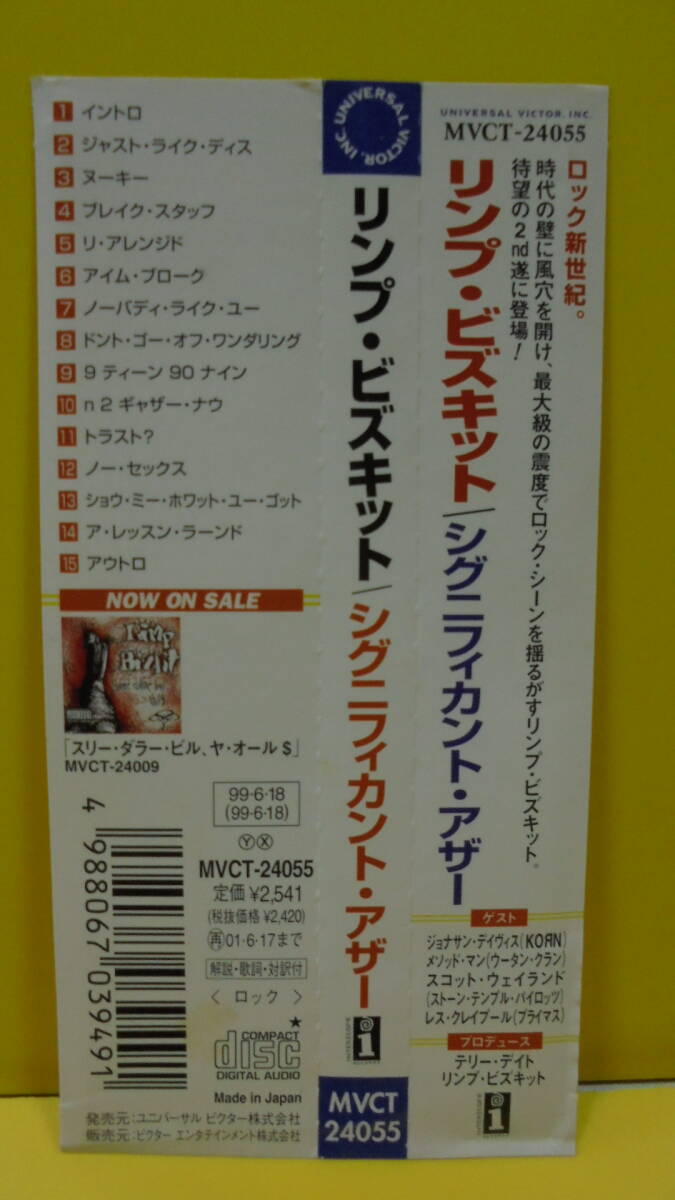 1 イントロ
2 ジャスト・ライク・ディス
3 ヌーキー
4 ブレイク・スタッフ
5 リ・アレンジド
6 アイム・ブローク
7 ノーバディ・ライク・ユー
8 ドント・ゴー・オフ・ワンダリング
9 9 ティーン 90 ナイン
10 n 2 ギャザー・ナウ
11 トラスト?
12 ノー・セックス
13 ショウ・ミー・ホワット・ユー・ゴット
14 ア・レッスン・ラーンド
15 アウトロ
NOW ON SALE
limp
Bizkit
「スリー・ダラー・ビル、ヤ・オール$」
MVCT-24009
4 988067 039491
99・6・18
(99・6・18)
Ⓨ Ⓧ
MVCT-24055
定価 ¥2,541
(税抜価格 ¥2,420)
再 01・6・17まで
解説・歌詞・対訳付
〈 ロック 〉
★
COMPACT
disc
DIGITAL AUDIO
Made in Japan
発売元:ユニバーサル ビクター株式会社
販売元:ビクター エンタテインメント株式会社
UNIVERSAL VICTOR, INC.
リンプ・ビズキット/シグニフィカント・アザー
i
MVCT
24055
UNIVERSAL VICTOR, INC.
MVCT-24055
ロック新世紀。
時代の壁に風穴を開け、最大級の震度でロック・シーンを揺るがすリンプ・ビズキット。
待望の2nd遂に登場!
リンプ・ビズキット/シグニフィカント・アザー
ゲスト
ジョナサン・デイヴィス(KOЯN)
メソッド・マン(ウータン・クラン)
スコット・ウェイランド
(ストーン・テンプル・パイロッツ)
レス・クレイプール(プライマス)
プロデュース
テリー・デイト
リンプ・ビズキット
i